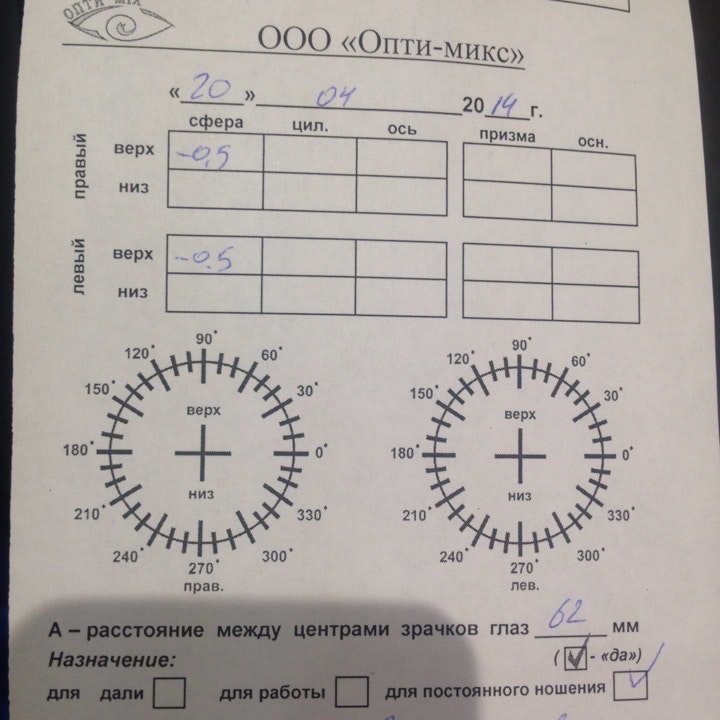 ОПТИ MIX
ООО «Опти-микс»
« 20 » 04 20 14 г.
сфера цил. ось призма осн.
правый
верх -0,5
низ
левый
верх -0.5
низ
90° 90°
120° 60° 120° 60°
150° 30° 150° 30°
верх верх
180° 0° 180° 0°
низ низ
210° 330° 210° 330°
240° 300° 240° 300°
270° 270°
прав. лев.
А – расстояние между центрами зрачков глаз 62 мм
Назначение: ( ✓ - «да»)
для дали для работы для постоянного ношения ✓